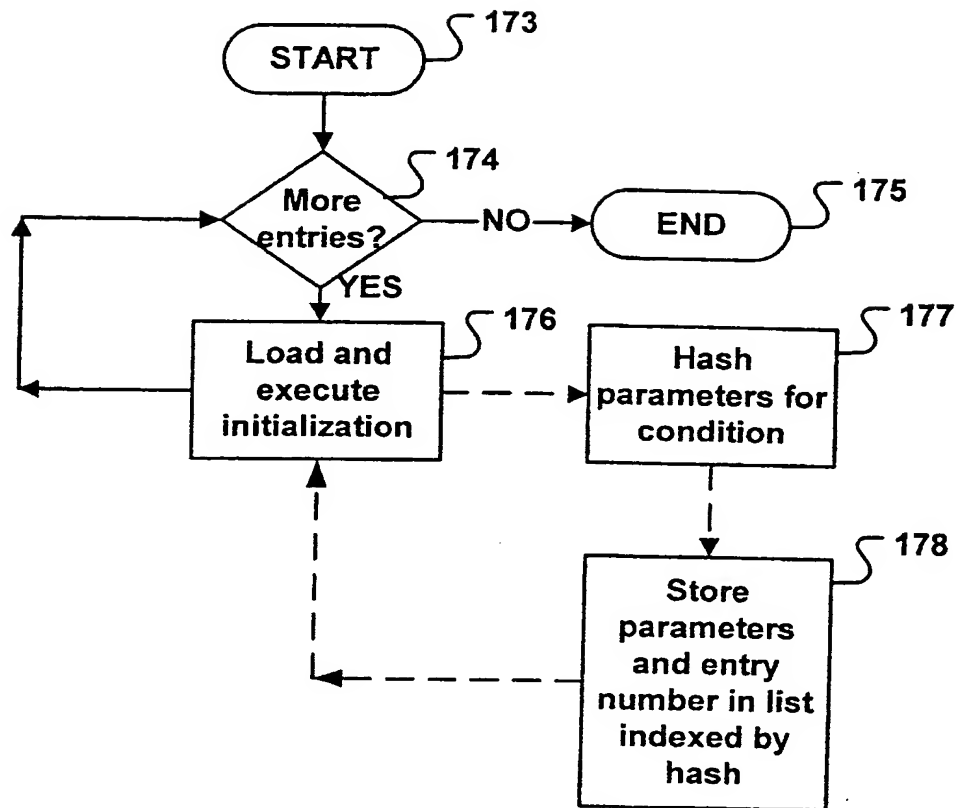 START
173
More
entries?
174
NO
END
175
YES
Load and
execute
initialization
176
Hash
parameters for
condition
177
Store
parameters
and entry
number in list
indexed by
hash
178